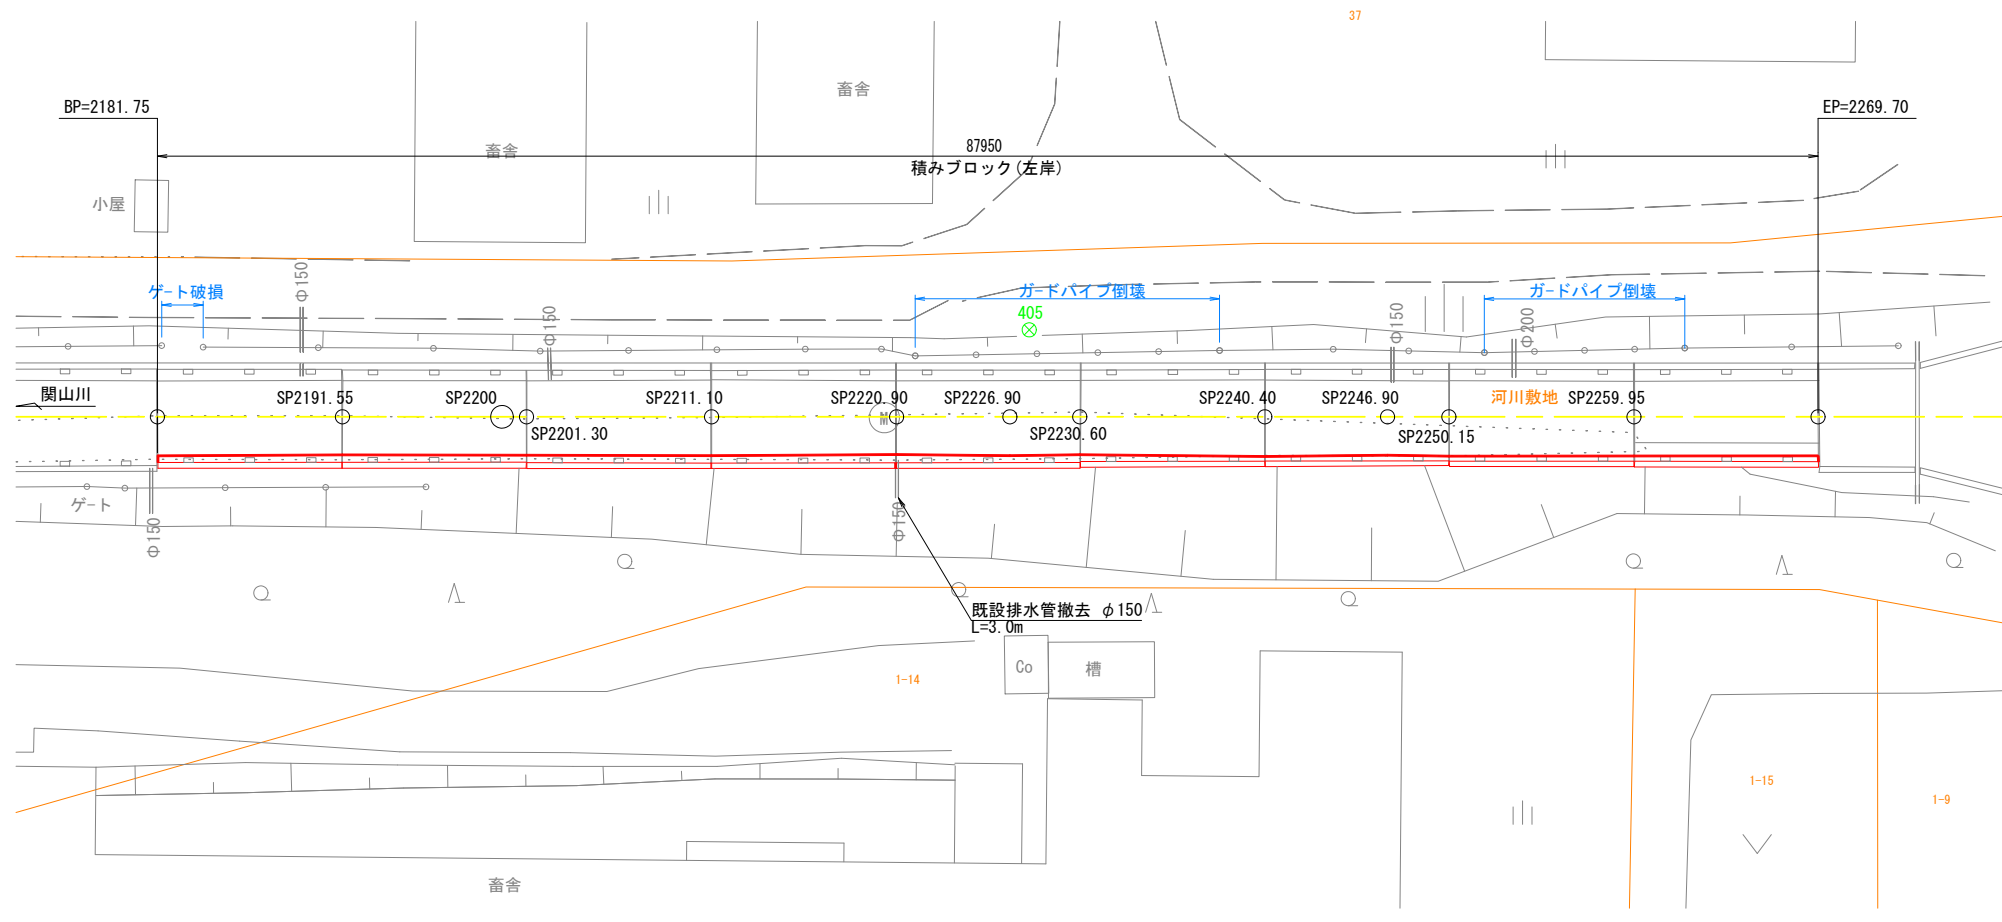 37
BP=2181.75
畜舎
EP=2269.70
87950
積みブロック(左岸)
畜舎
小屋
Φ150
ゲート破損
ガードパイプ倒壊
ガードパイプ倒壊
405
Φ150
Φ150
Φ200
関山川
SP2191.55
SP2200
SP2211.10
SP2220.90
SP2226.90
SP2240.40
SP2246.90
河川敷地
SP2259.95
M
SP2201.30
SP2230.60
SP2250.15
ゲート
Φ150
Φ150
既設排水管撤去 φ150
L=3.0m
Co
槽
1-14
1-15
1-9
畜舎